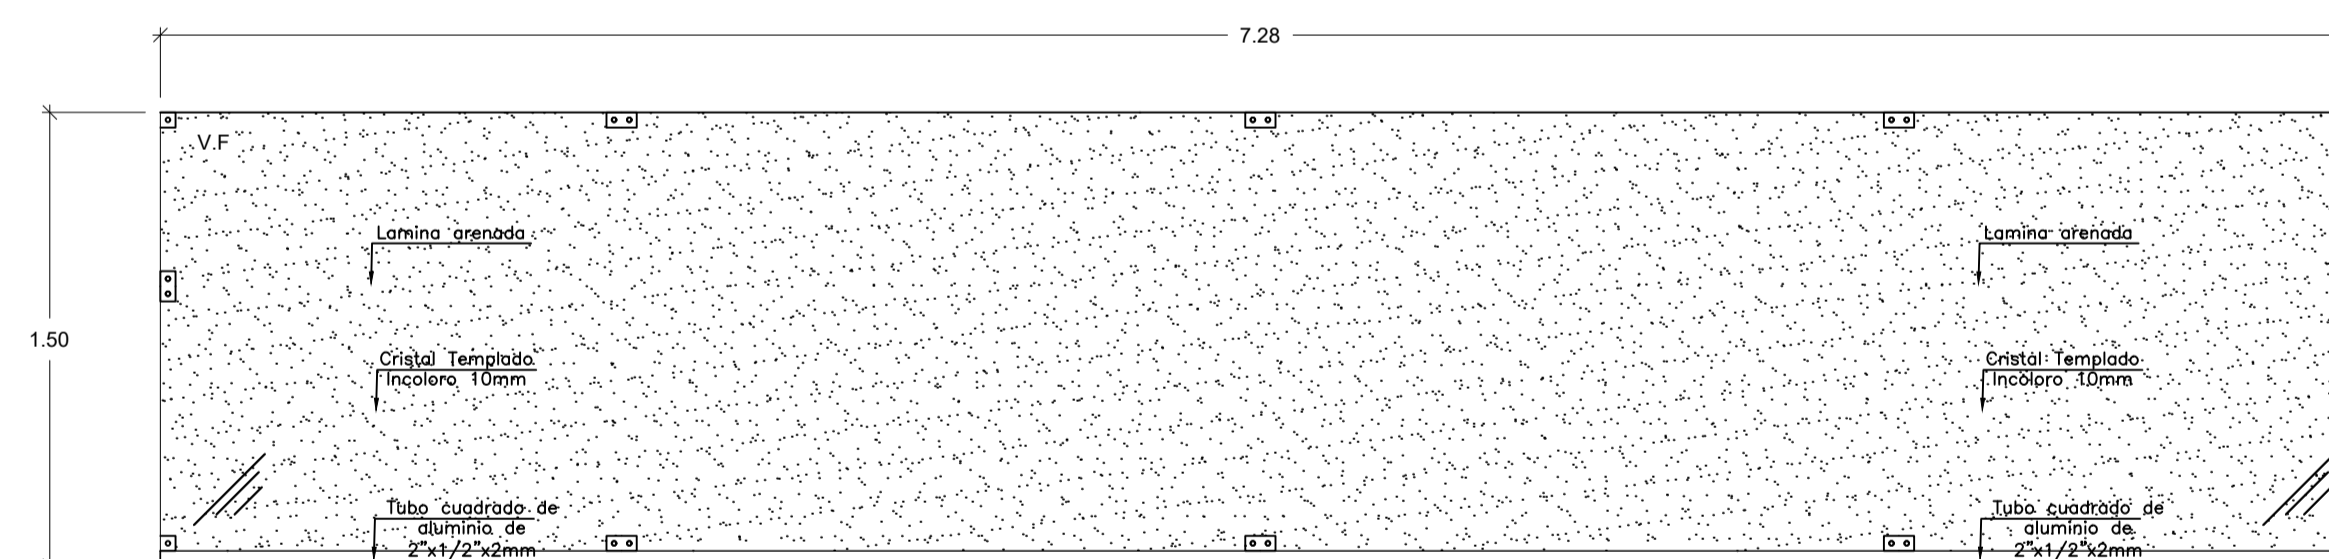 7.28
V.F
Lamina arenada
Lamina arenada
1.50
Cristal Templado
Incoloro 10mm
Cristal Templado
Incoloro 10mm
Tubo cuadrado de
aluminio de
2"x1/2"x2mm
Tubo cuadrado de
aluminio de
2"x1/2"x2mm